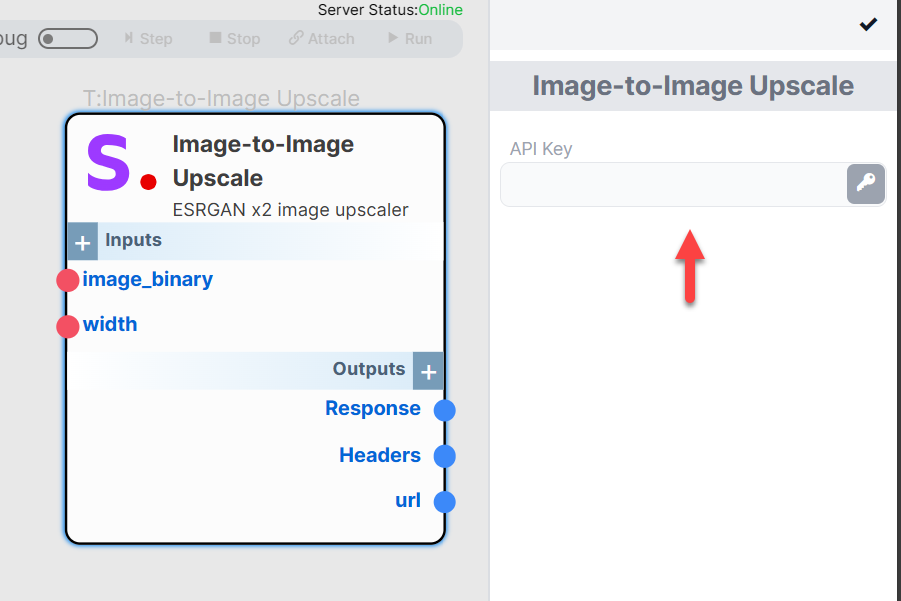 Server Status:Online
bug
Step
Stop
Attach
Run
T:Image-to-Image Upscale
S.
Image-to-Image
Upscale
ESRGAN x2 image upscaler
+ Inputs
image_binary
width
Outputs +
Response
Headers
url
Image-to-Image Upscale
API Key